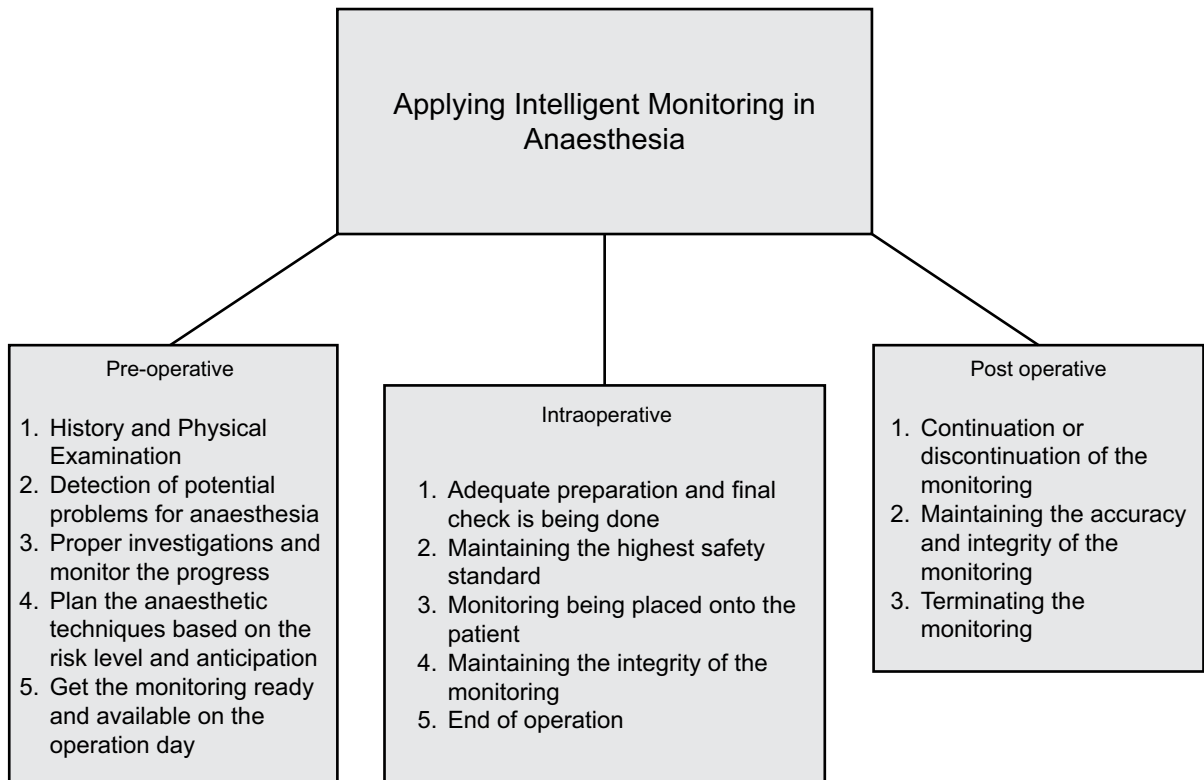 Applying Intelligent Monitoring in
Anaesthesia
Pre-operative
1. History and Physical
Examination
2. Detection of potential
problems for anaesthesia
3. Proper investigations and
monitor the progress
4. Plan the anaesthetic
techniques based on the
risk level and anticipation
5. Get the monitoring ready
and available on the
operation day
Intraoperative
1. Adequate preparation and final
check is being done
2. Maintaining the highest safety
standard
3. Monitoring being placed onto the
patient
4. Maintaining the integrity of the
monitoring
5. End of operation
Post operative
1. Continuation or
discontinuation of the
monitoring
2. Maintaining the accuracy
and integrity of the
monitoring
3. Terminating the
monitoring